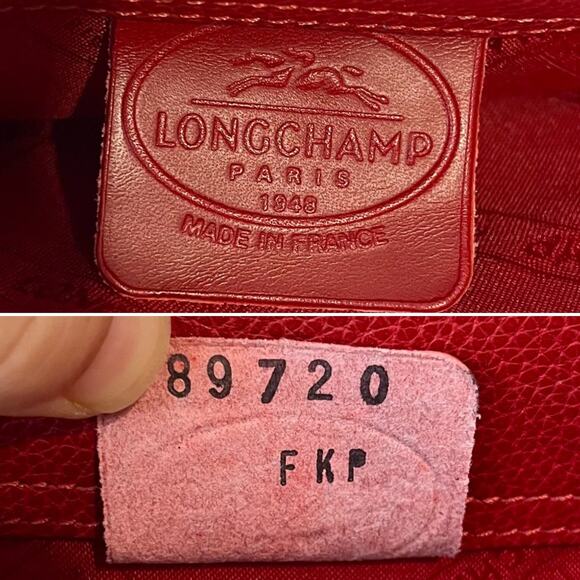 LONGCHAMP
PARIS
1948
MADE IN FRANCE
89720
FKP